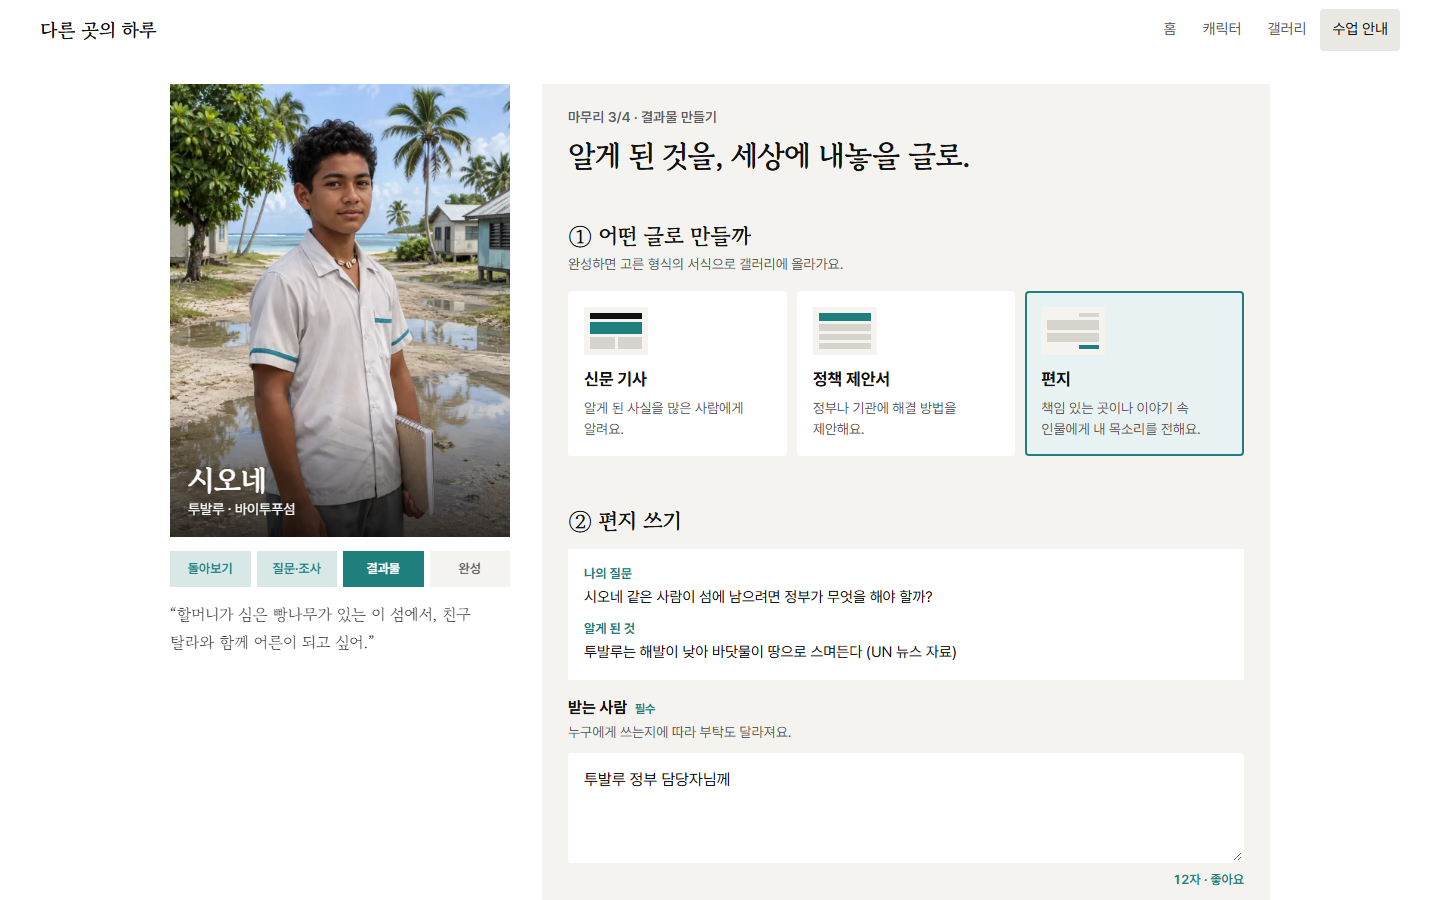 다른 곳의 하루
홈
캐릭터
갤러리
수업 안내
시오네
투발루 · 바이투푸섬
돌아보기
질문·조사
결과물
완성
“할머니가 심은 빵나무가 있는 이 섬에서, 친구
탈라와 함께 어른이 되고 싶어.”
마무리 3/4 · 결과물 만들기
알게 된 것을, 세상에 내놓을 글로.
① 어떤 글로 만들까
완성하면 고른 형식의 서식으로 갤러리에 올라가요.
신문 기사
알게 된 사실을 많은 사람에게
알려요.
정책 제안서
정부나 기관에 해결 방법을
제안해요.
편지
책임 있는 곳이나 이야기 속
인물에게 내 목소리를 전해요.
② 편지 쓰기
나의 질문
시오네 같은 사람이 섬에 남으려면 정부가 무엇을 해야 할까?
알게 된 것
투발루는 해발이 낮아 바닷물이 땅으로 스며든다 (UN 뉴스 자료)
받는 사람 필수
누구에게 쓰는지에 따라 부탁도 달라져요.
투발루 정부 담당자님께
12자 · 좋아요